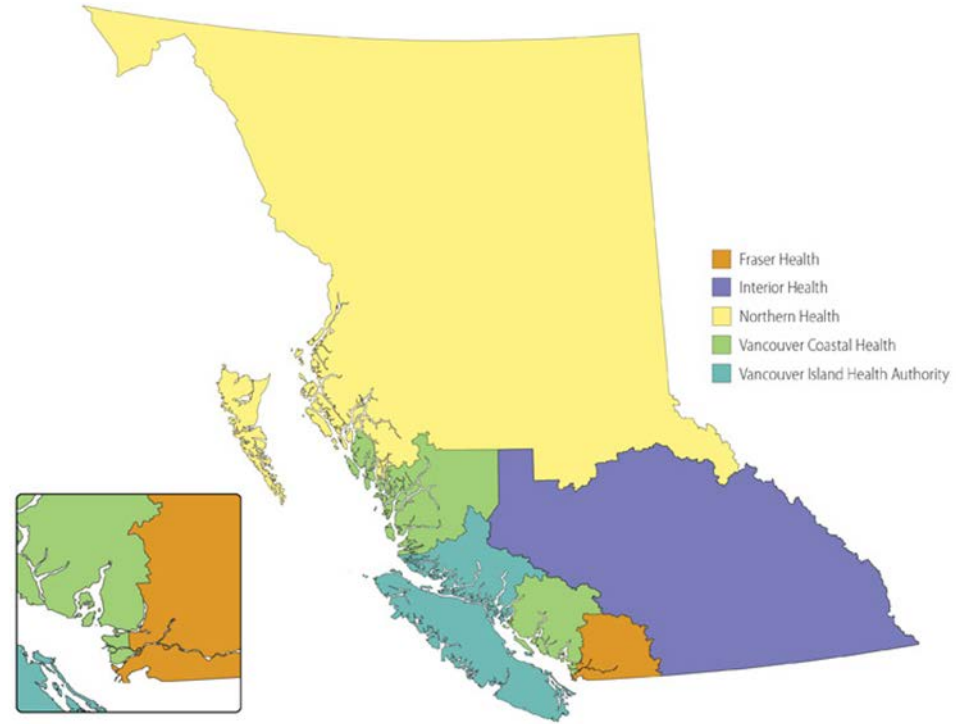 Fraser Health
Interior Health
Northern Health
Vancouver Coastal Health
Vancouver Island Health Authority